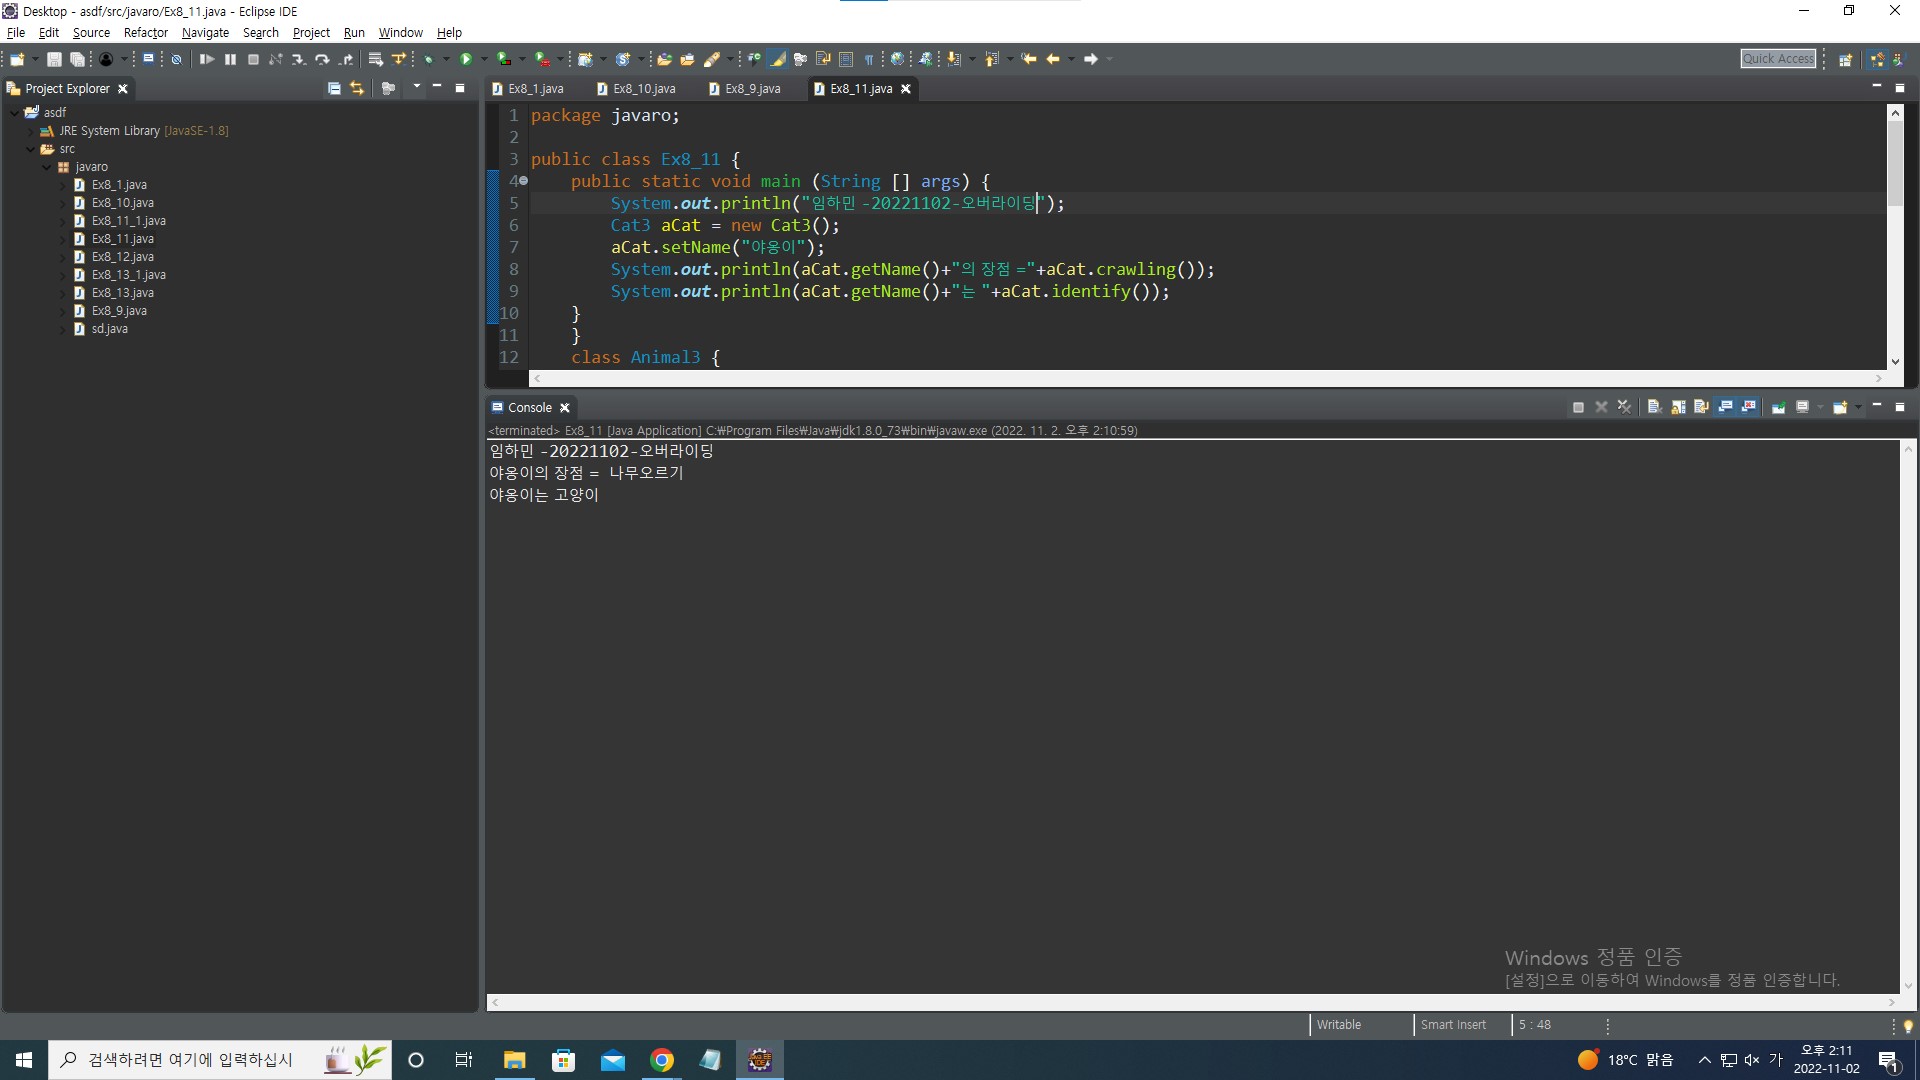 Desktop - asdf/src/javaro/Ex8_11.java - Eclipse IDE
File Edit Source Refactor Navigate Search Project Run Window Help
Quick Access
Project Explorer
asdf
JRE System Library [JavaSE-1.8]
src
javaro
Ex8_1.java
Ex8_10.java
Ex8_11_1.java
Ex8_11.java
Ex8_12.java
Ex8_13_1.java
Ex8_13.java
Ex8_9.java
sd.java
Ex8_1.java Ex8_10.java Ex8_9.java Ex8_11.java
1 package javaro;
2
3 public class Ex8_11 {
4 public static void main (String [] args) {
5 System.out.println("임하민 -20221102-오버라이딩");
6 Cat3 aCat = new Cat3();
7 aCat.setName("야옹이");
8 System.out.println(aCat.getName()+"의 장점 ="+aCat.crawling());
9 System.out.println(aCat.getName()+"는 "+aCat.identify());
10 }
11 }
12 class Animal3 {
Console
<terminated> Ex8_11 [Java Application] C:₩Program Files₩Java₩jdk1.8.0_73₩bin₩javaw.exe (2022. 11. 2. 오후 2:10:59)
임하민 -20221102-오버라이딩
야옹이의 장점 = 나무오르기
야옹이는 고양이
Windows 정품 인증
[설정]으로 이동하여 Windows를 정품 인증합니다.
Writable Smart Insert 5 : 48
검색하려면 여기에 입력하십시
18°C 맑음
가
오후 2:11
2022-11-02
1